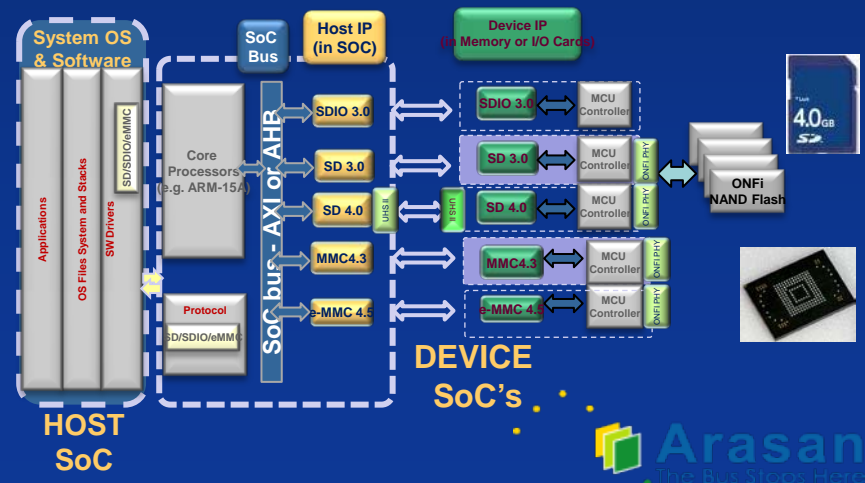 System OS
& Software
SoC
Bus
Host IP
(in SOC)
Device IP
(in Memory or I/O Cards)
Applications
OS Files System and Stacks
SW Drivers
SD/SDIO/eMMC
Core
Processors
(e.g. ARM-15A)
Protocol
SD/SDIO/eMMC
SoC bus - AXI or AHB
SDIO 3.0
SD 3.0
SD 4.0
UHS II
MMC4.3
e-MMC 4.5
SDIO 3.0
MCU
Controller
SD 3.0
MCU
Controller
ONFI PHY
UHS II
SD 4.0
MCU
Controller
ONFI PHY
MMC4.3
MCU
Controller
ONFI PHY
e-MMC 4.5
MCU
Controller
ONFI PHY
ONFi
NAND Flash
4.0GB
SD
HOST
SoC
DEVICE
SoC's
Arasan
The Bus Stops Here